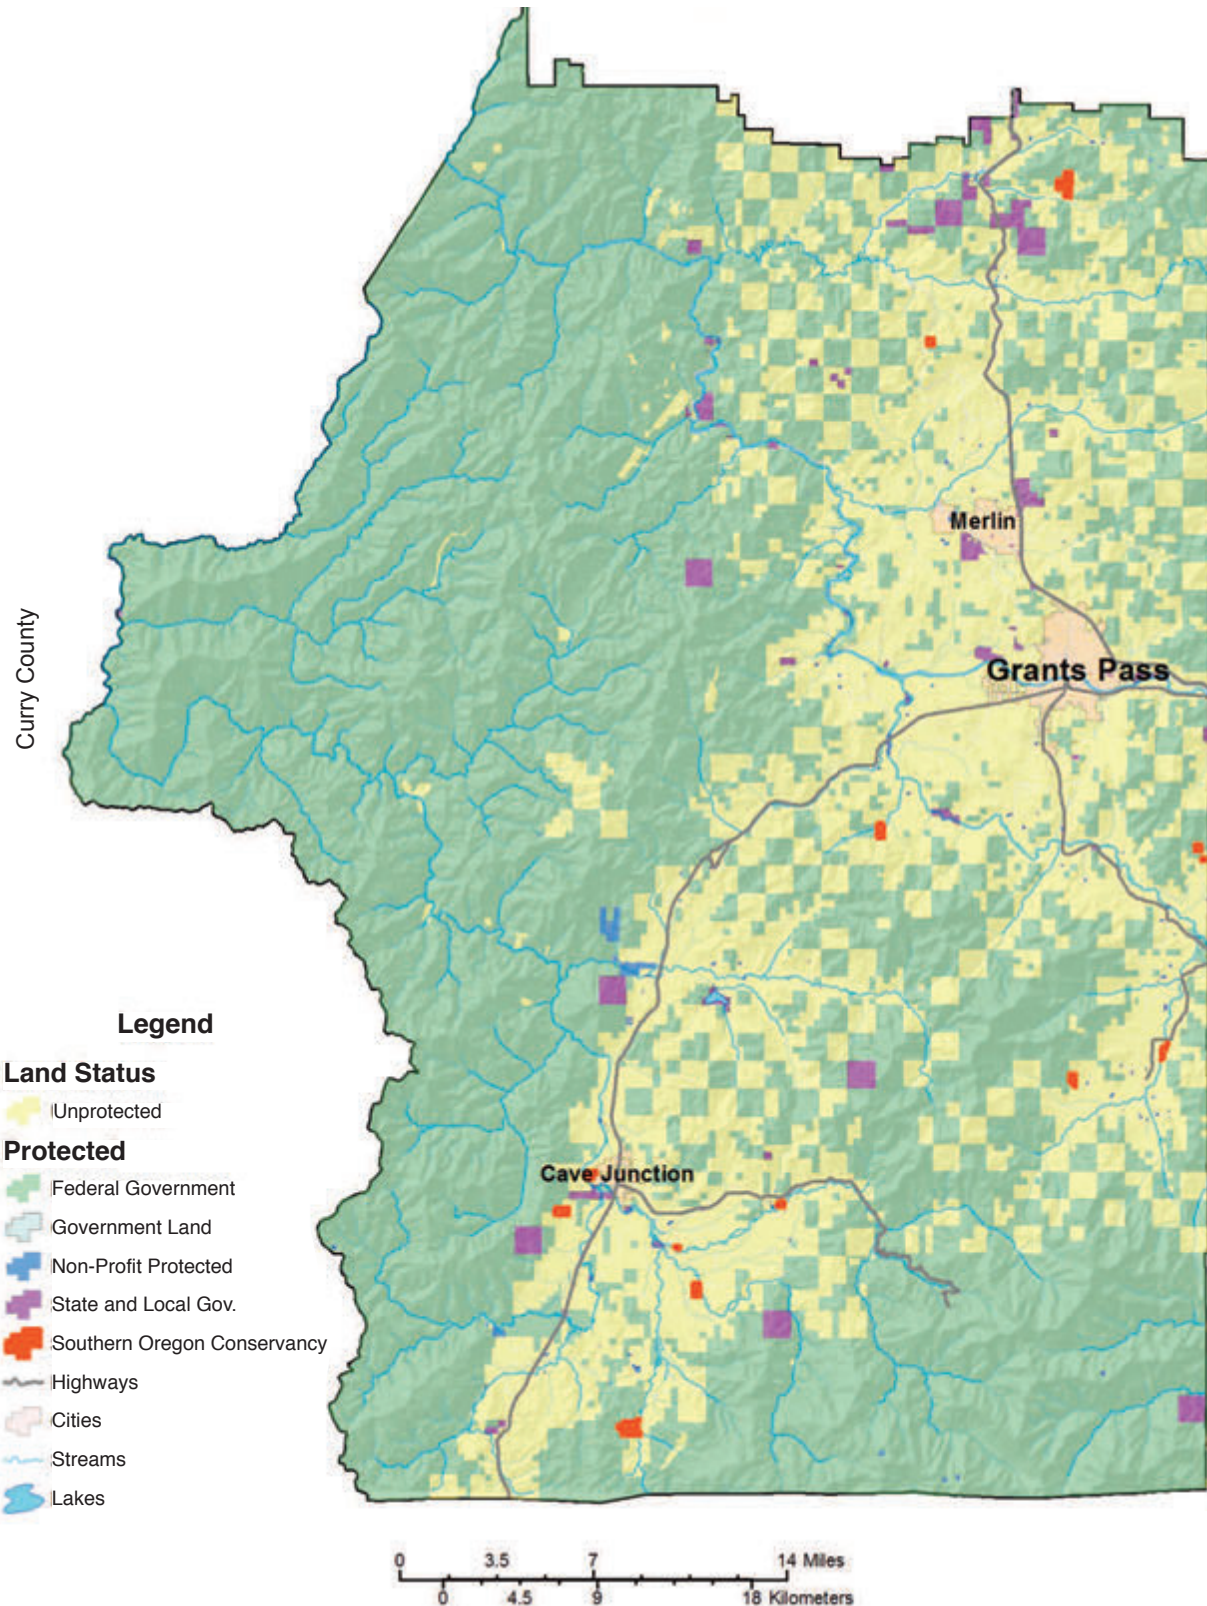 Merlin
Grants Pass
Curry County
Legend
Land Status
Unprotected
Protected
Federal Government
Government Land
Non-Profit Protected
State and Local Gov.
Southern Oregon Conservancy
Highways
Cities
Streams
Lakes
Cave Junction
0 3.5 7 14 Miles
0 4.5 9 18 Kilometers